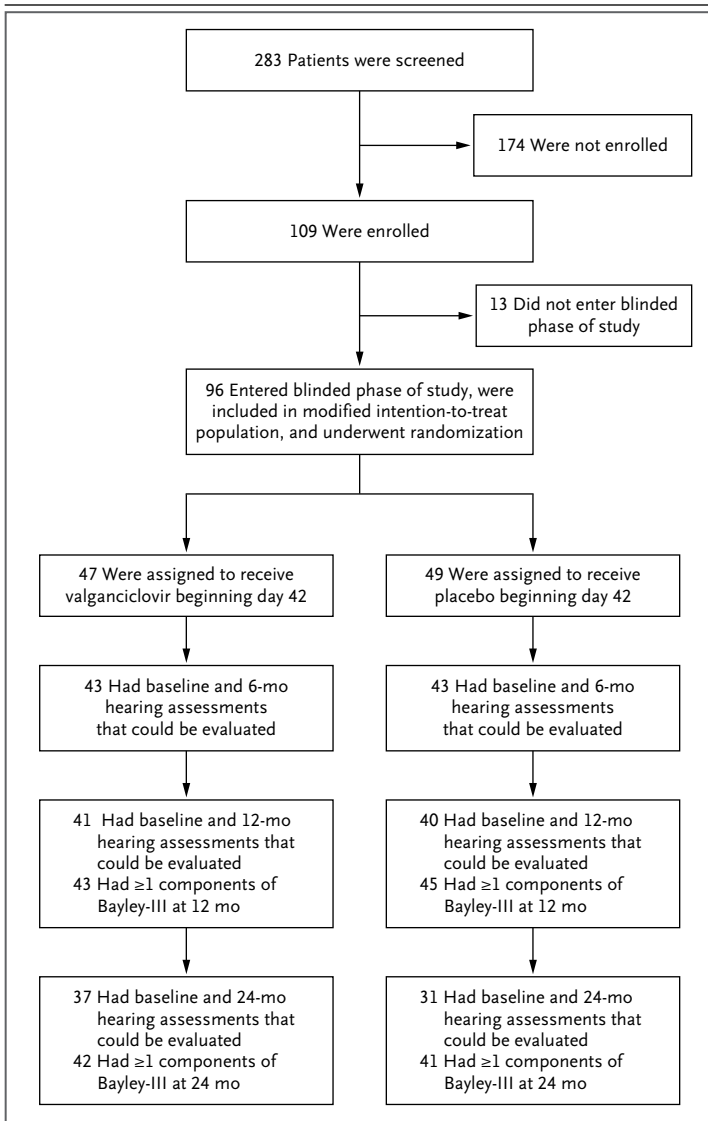 283 Patients were screened
174 Were not enrolled
109 Were enrolled
13 Did not enter blinded
phase of study
96 Entered blinded phase of study, were
included in modified intention-to-treat
population, and underwent randomization
47 Were assigned to receive
valganciclovir beginning day 42
49 Were assigned to receive
placebo beginning day 42
43 Had baseline and 6-mo
hearing assessments
that could be evaluated
43 Had baseline and 6-mo
hearing assessments
that could be evaluated
41 Had baseline and 12-mo
hearing assessments that
could be evaluated
43 Had ≥1 components of
Bayley-III at 12 mo
40 Had baseline and 12-mo
hearing assessments that
could be evaluated
45 Had ≥1 components of
Bayley-III at 12 mo
37 Had baseline and 24-mo
hearing assessments that
could be evaluated
42 Had ≥1 components of
Bayley-III at 24 mo
31 Had baseline and 24-mo
hearing assessments that
could be evaluated
41 Had ≥1 components of
Bayley-III at 24 mo